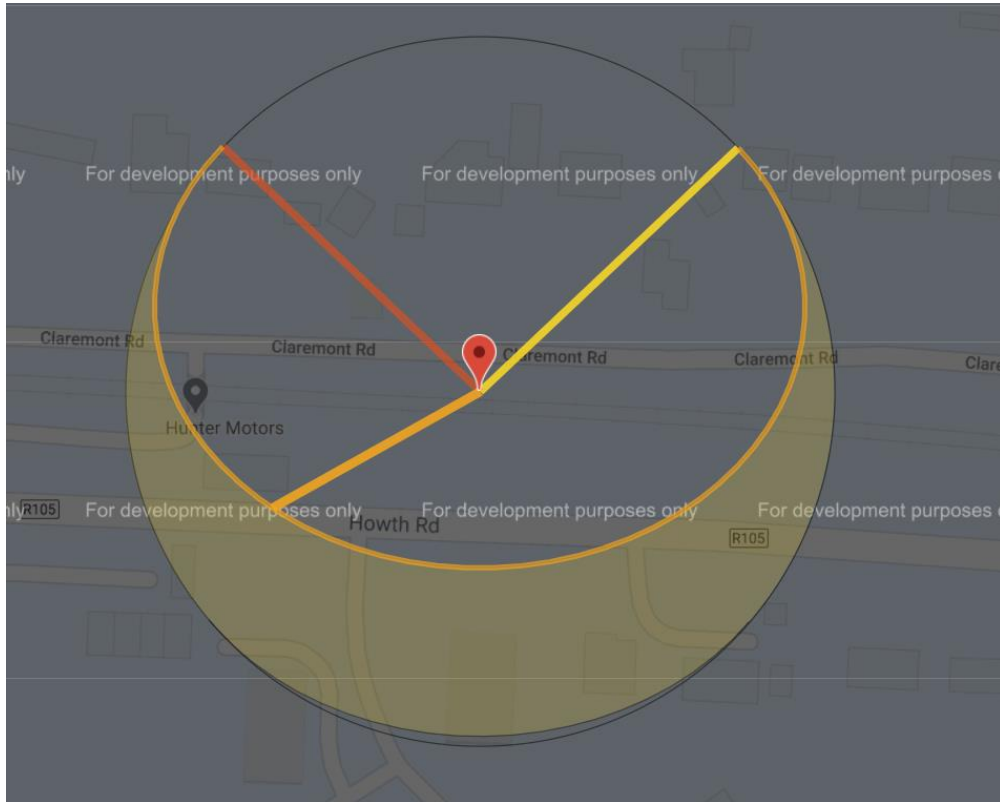 nly
For development purposes only
For development purposes only
For development purposes o
Claremont Rd
Claremont Rd
Claremont Rd
Claremont Rd
Clare
Hunter Motors
nly
R105
For development purposes only
For development purposes only
For development purposes o
Howth Rd
R105